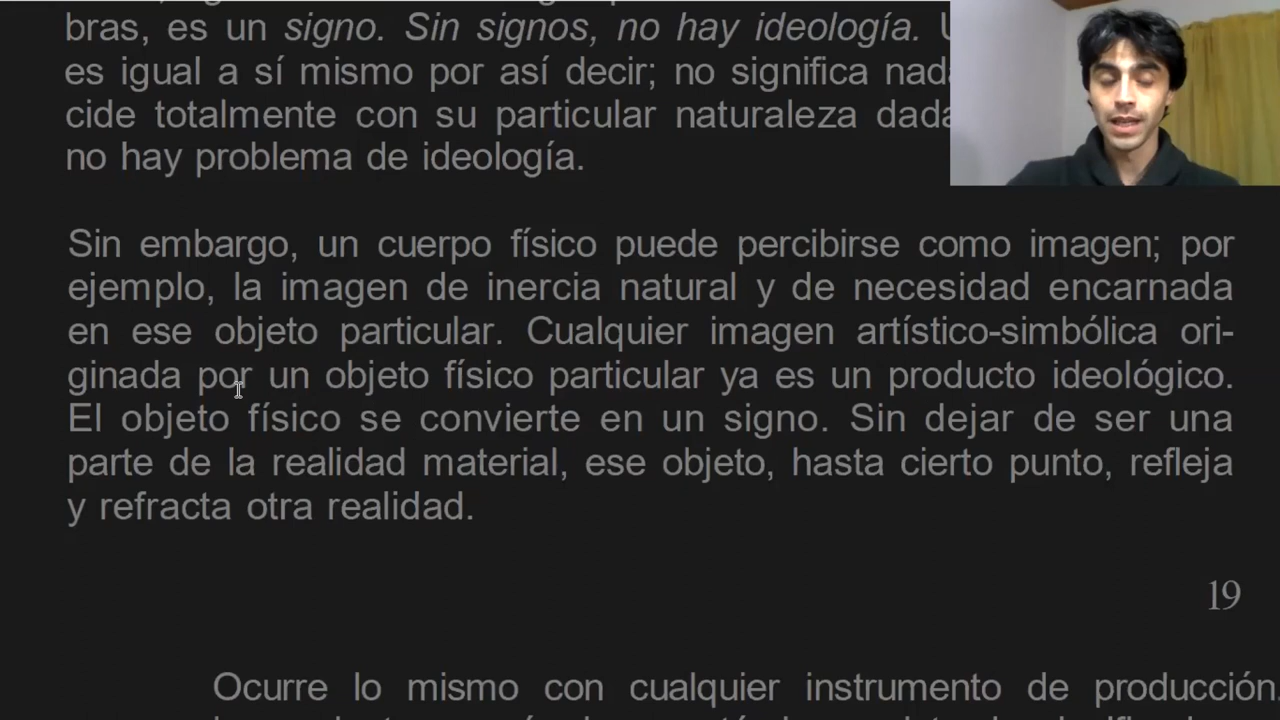 bras, es un signo. Sin signos, no hay ideología.
es igual a sí mismo por así decir; no significa
cide totalmente con su particular naturaleza
no hay problema de ideología.
Sin embargo, un cuerpo físico puede percibirse como imagen; por
ejemplo, la imagen de inercia natural y de necesidad encarnada
en ese objeto particular. Cualquier imagen artístico-simbólica ori-
ginada por un objeto físico particular ya es un producto ideológico.
El objeto físico se convierte en un signo. Sin dejar de ser una
parte de la realidad material, ese objeto, hasta cierto punto, refleja
y refracta otra realidad.
19
Ocurre lo mismo con cualquier instrumento de producción